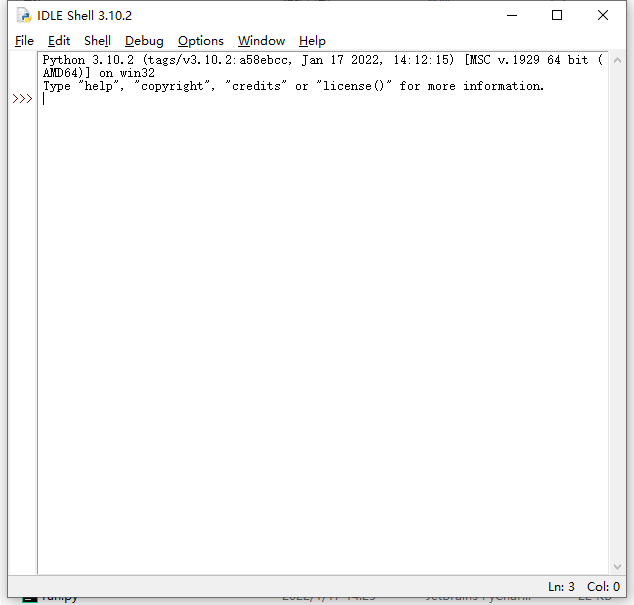 IDLE Shell 3.10.2
File Edit Shell Debug Options Window Help
Python 3.10.2 (tags/v3.10.2:a58ebcc, Jan 17 2022, 14:12:15) [MSC v.1929 64 bit (
AMD64)] on win32
Type "help", "copyright", "credits" or "license()" for more information.
>>>
Ln: 3 Col: 0